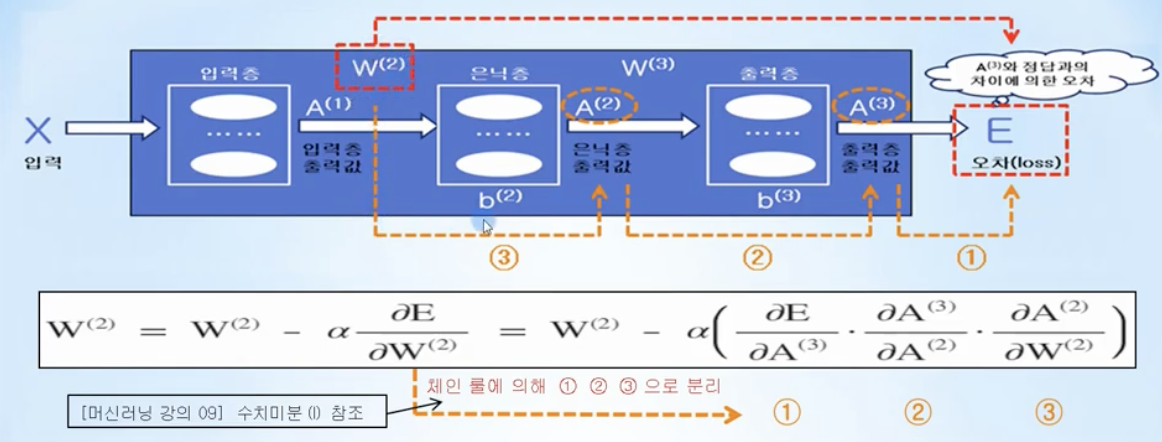 입력층
W(2)
은닉층
W(3)
출력층
A(3)와 정답과의
차이에 의한 오차
X
입력
A(1)
입력층
출력값
A(2)
은닉층
출력값
A(3)
출력층
출력값
E
오차(loss)
b(2)
b(3)
③
②
①
W(2) = W(2) - α ∂E/∂W(2) = W(2) - α( ∂E/∂A(3) · ∂A(3)/∂A(2) · ∂A(2)/∂W(2) )
체인 룰에 의해 ① ② ③ 으로 분리
[머신러닝 강의 09] 수치미분 (I) 참조
① ② ③